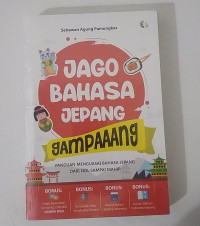 Setiawan Agung Pamungkas
JAGO
BAHASA
JEPANG
GAMPAAANG
PANDUAN MENGUASAI BAHASA JEPANG
DARI NOL SAMPAI MAHIR
BONUS:
BONUS:
BONUS:
BONUS: